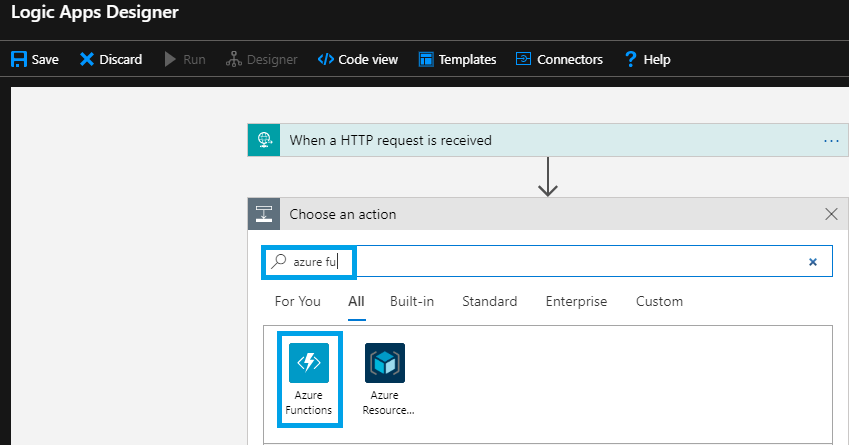 Logic Apps Designer
Save Discard Run Designer Code view Templates Connectors ? Help
When a HTTP request is received ...
Choose an action
azure fu
For You All Built-in Standard Enterprise Custom
Azure Functions
Azure Resource...